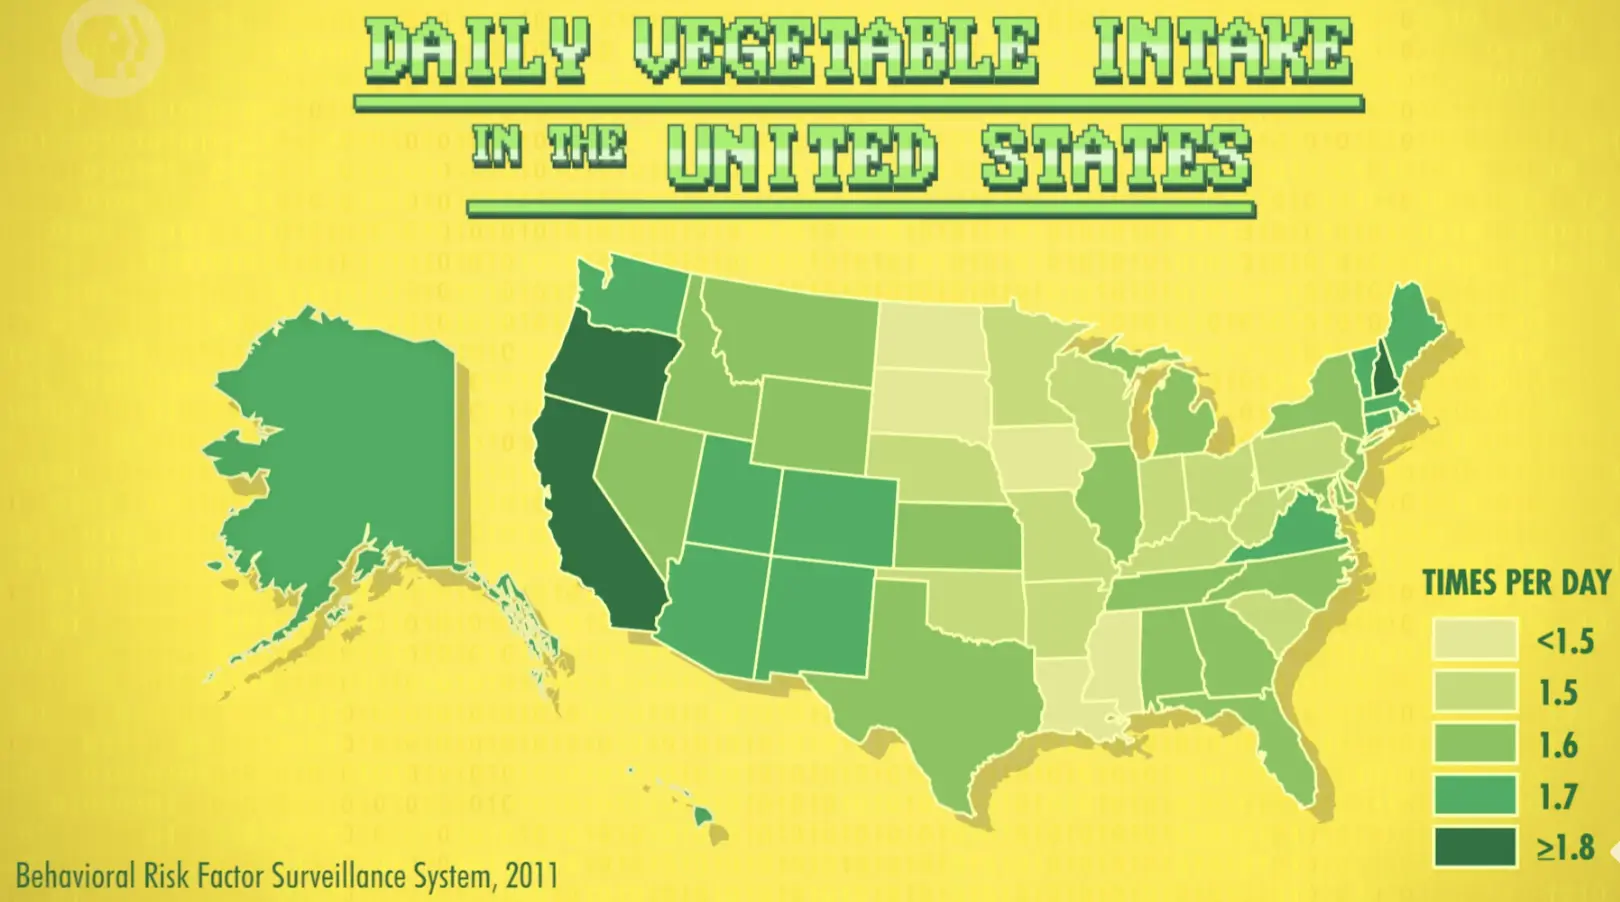 DAILY VEGETABLE INTAKE
IN THE UNITED STATES
TIMES PER DAY
<1.5
1.5
1.6
1.7
≥1.8
Behavioral Risk Factor Surveillance System, 2011